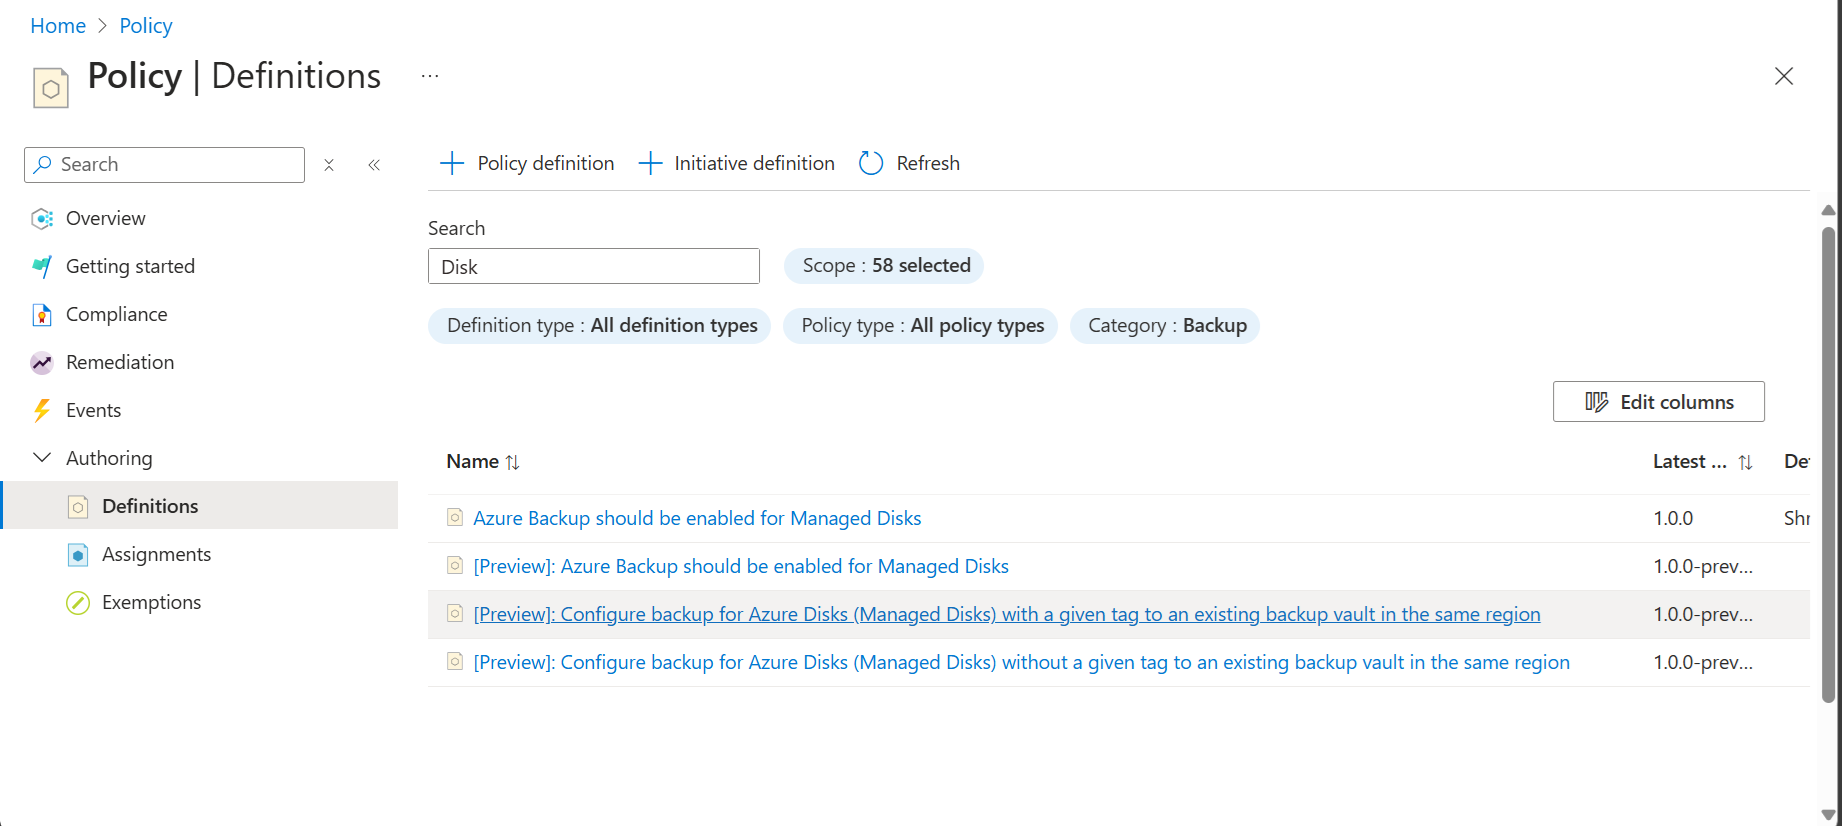 Home > Policy
Policy | Definitions ...
Search
Overview
Getting started
Compliance
Remediation
Events
Authoring
Definitions
Assignments
Exemptions
Policy definition Initiative definition Refresh
Search
Disk Scope : 58 selected
Definition type : All definition types Policy type : All policy types Category : Backup
Edit columns
Name Latest ... De
Azure Backup should be enabled for Managed Disks 1.0.0 Shr
[Preview]: Azure Backup should be enabled for Managed Disks 1.0.0-prev...
[Preview]: Configure backup for Azure Disks (Managed Disks) with a given tag to an existing backup vault in the same region 1.0.0-prev...
[Preview]: Configure backup for Azure Disks (Managed Disks) without a given tag to an existing backup vault in the same region 1.0.0-prev...